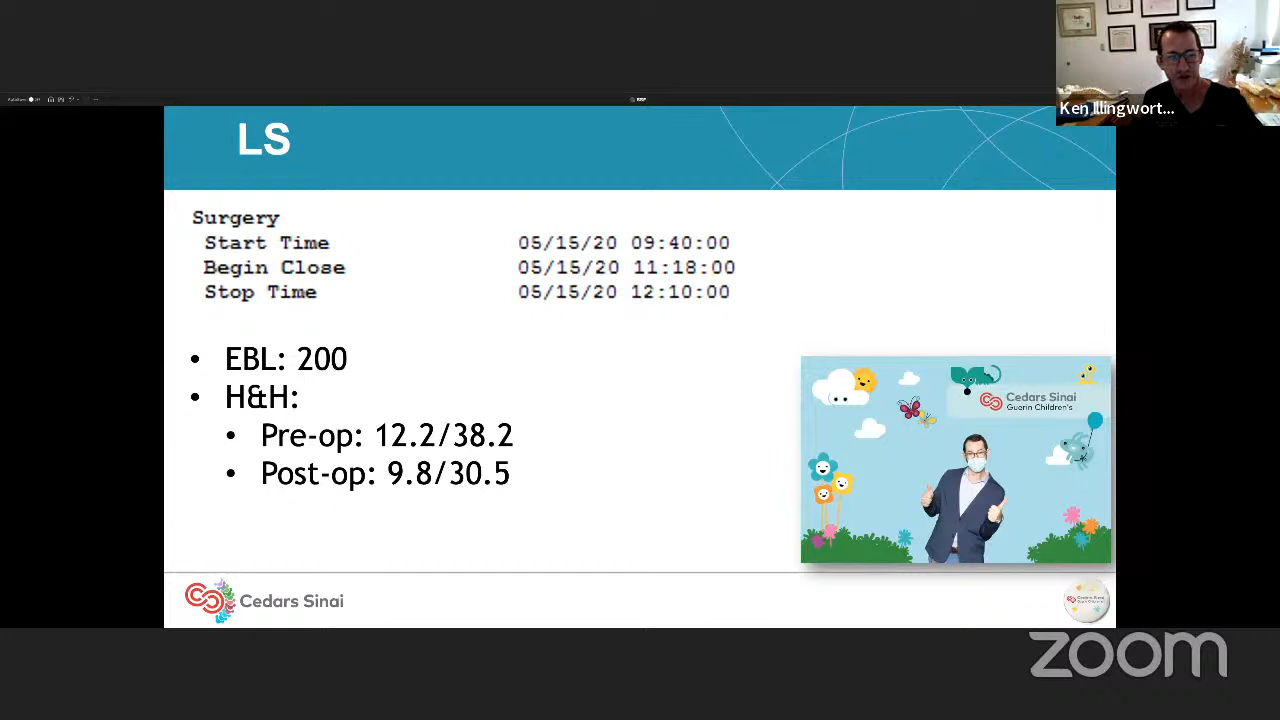 Ken Illingwort...
LS
Surgery
Start Time 05/15/20 09:40:00
Begin Close 05/15/20 11:18:00
Stop Time 05/15/20 12:10:00
• EBL: 200
• H&H:
• Pre-op: 12.2/38.2
• Post-op: 9.8/30.5
Cedars Sinai
Guerin Children's
Cedars Sinai
zoom